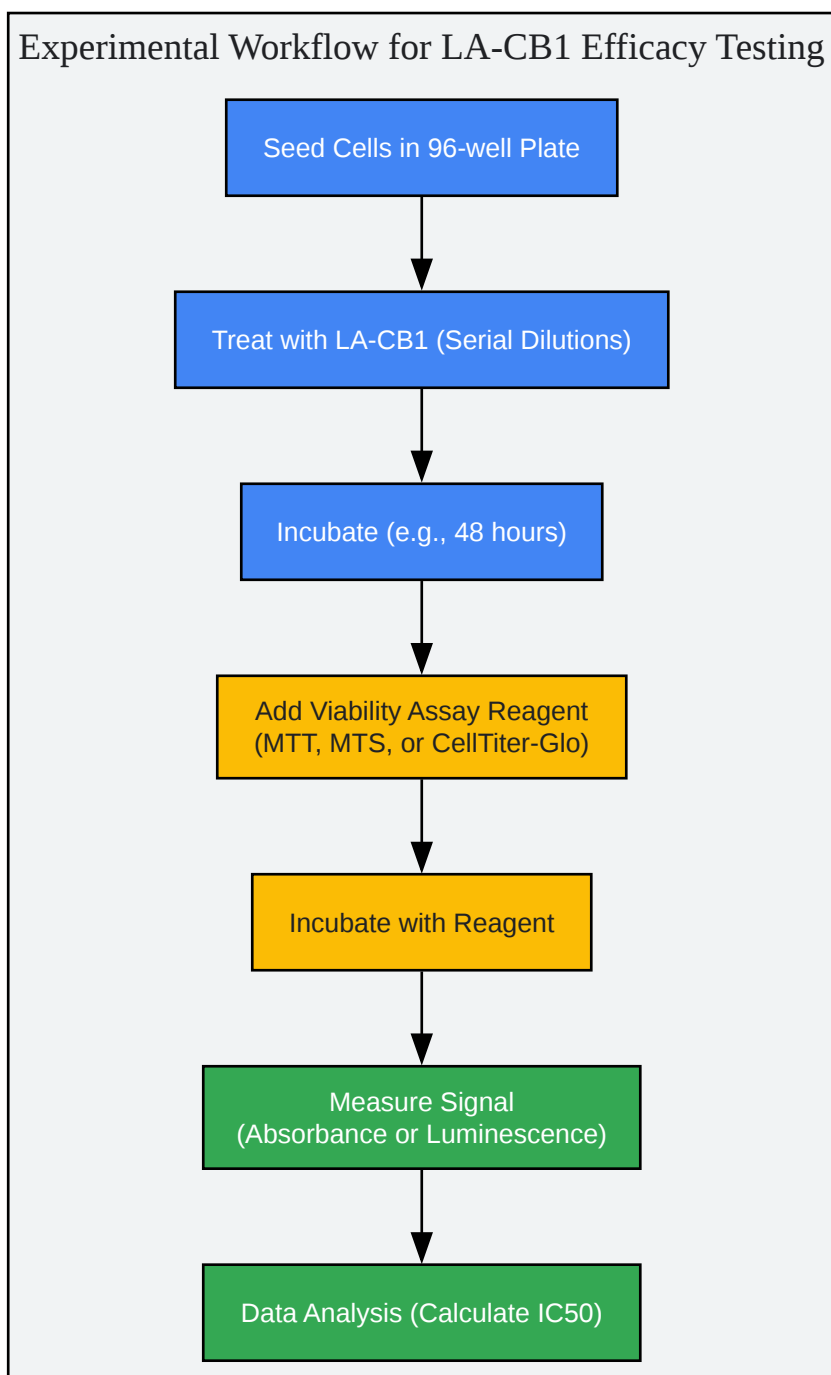 Experimental Workflow for LA-CB1 Efficacy Testing
Seed Cells in 96-well Plate
Treat with LA-CB1 (Serial Dilutions)
Incubate (e.g., 48 hours)
Add Viability Assay Reagent
(MTT, MTS, or CellTiter-Glo)
Incubate with Reagent
Measure Signal
(Absorbance or Luminescence)
Data Analysis (Calculate IC50)